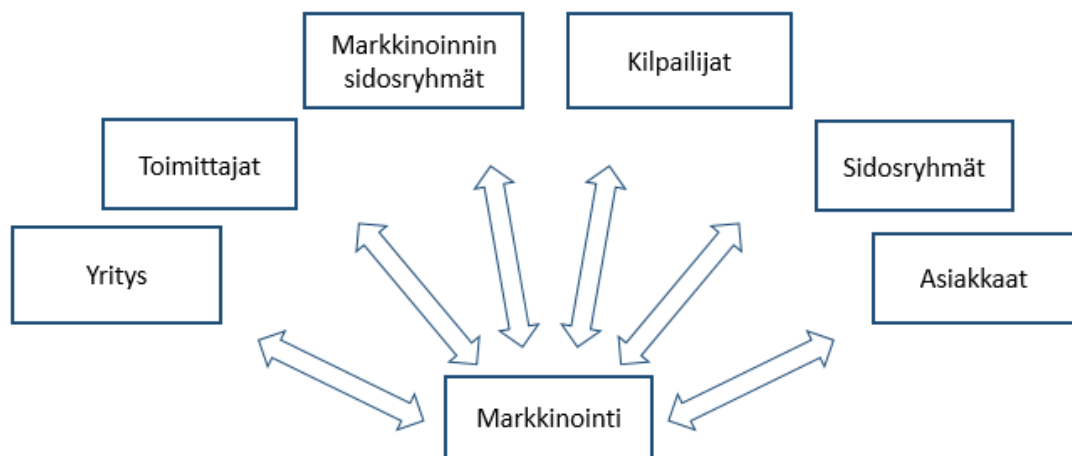 Markkinoinnin
sidosryhmät
Kilpailijat
Toimittajat
Sidosryhmät
Yritys
Asiakkaat
Markkinointi